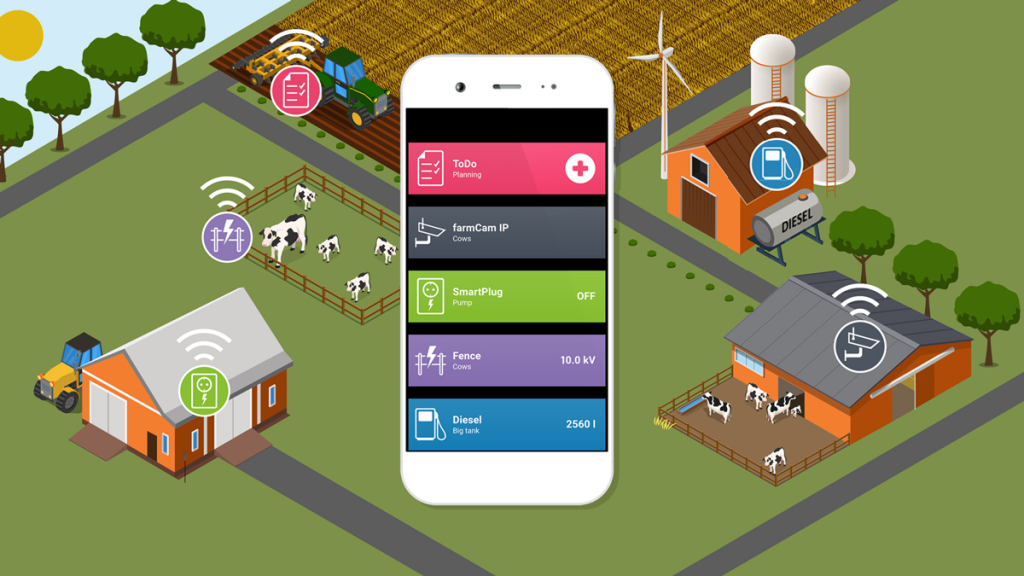 ToDo
Planning
farmCam IP
Cows
SmartPlug
Pump
OFF
Fence
Cows
10.0 kV
Diesel
Big tank
2560 l
DIESEL